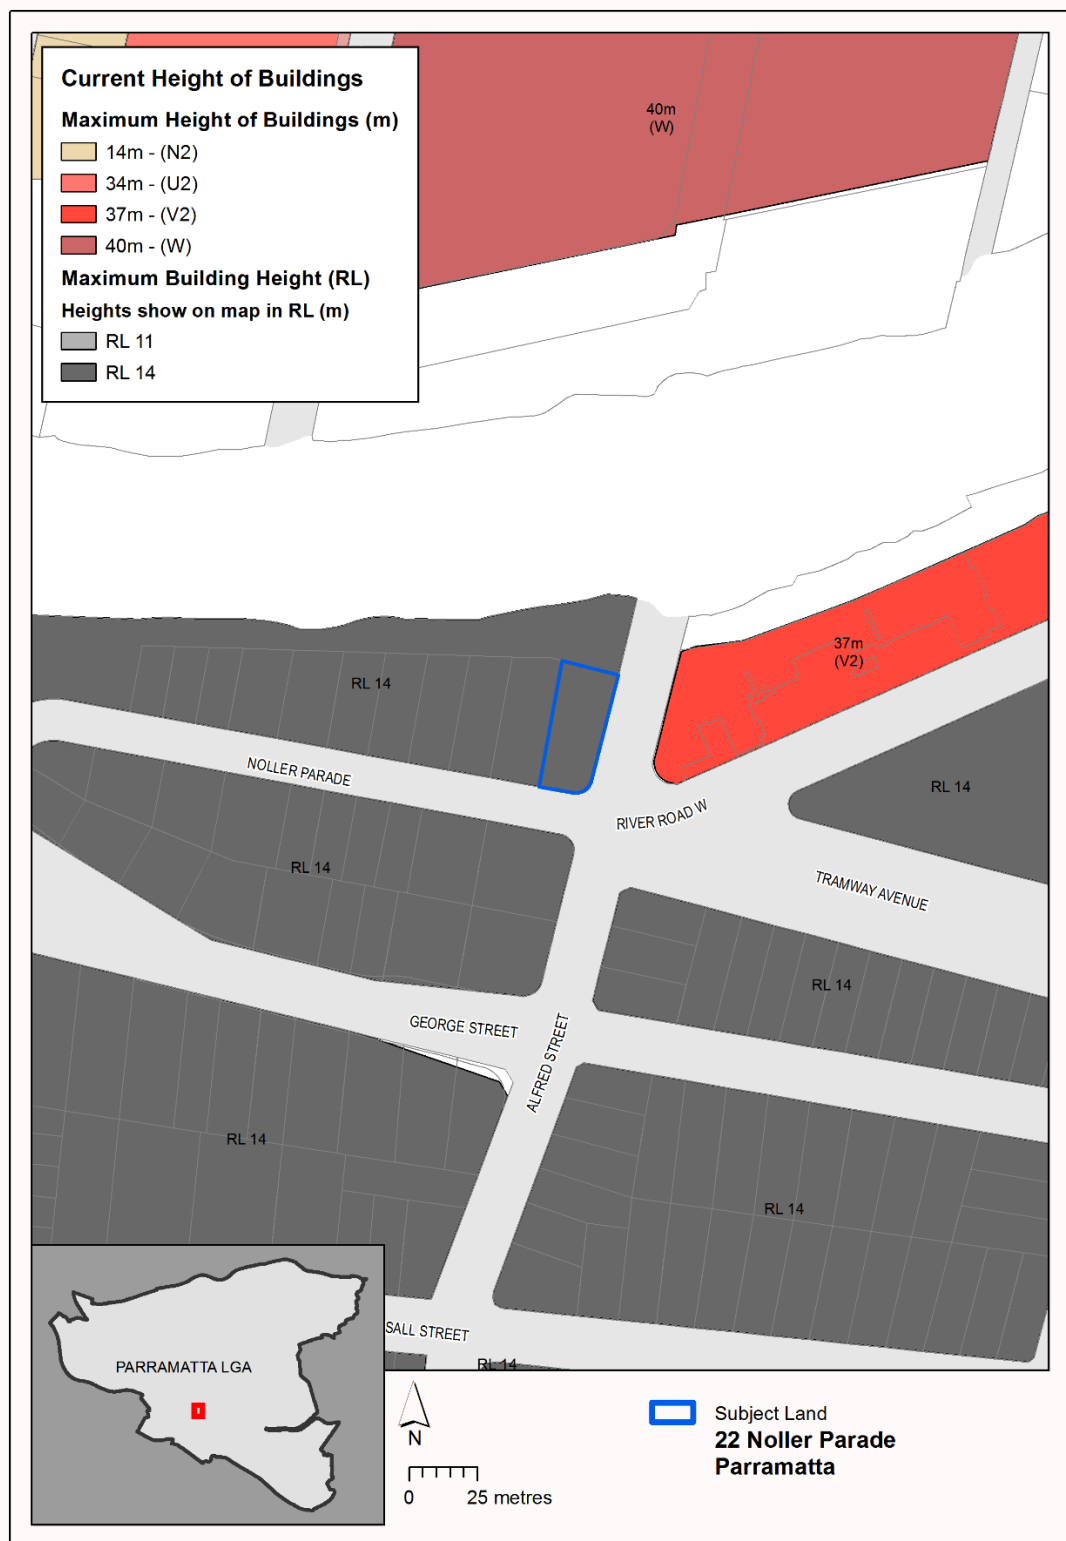 Current Height of Buildings
Maximum Height of Buildings (m)
14m - (N2)
34m - (U2)
37m - (V2)
40m - (W)
Maximum Building Height (RL)
Heights show on map in RL (m)
RL 11
RL 14
40m
(W)
37m
(V2)
RL 14
NOLLER PARADE
RL 14
RIVER ROAD W
RL 14
TRAMWAY AVENUE
RL 14
GEORGE STREET
ALFRED STREET
RL 14
RL 14
SALL STREET
RL 14
PARRAMATTA LGA
N
0 25 metres
Subject Land
22 Noller Parade
Parramatta